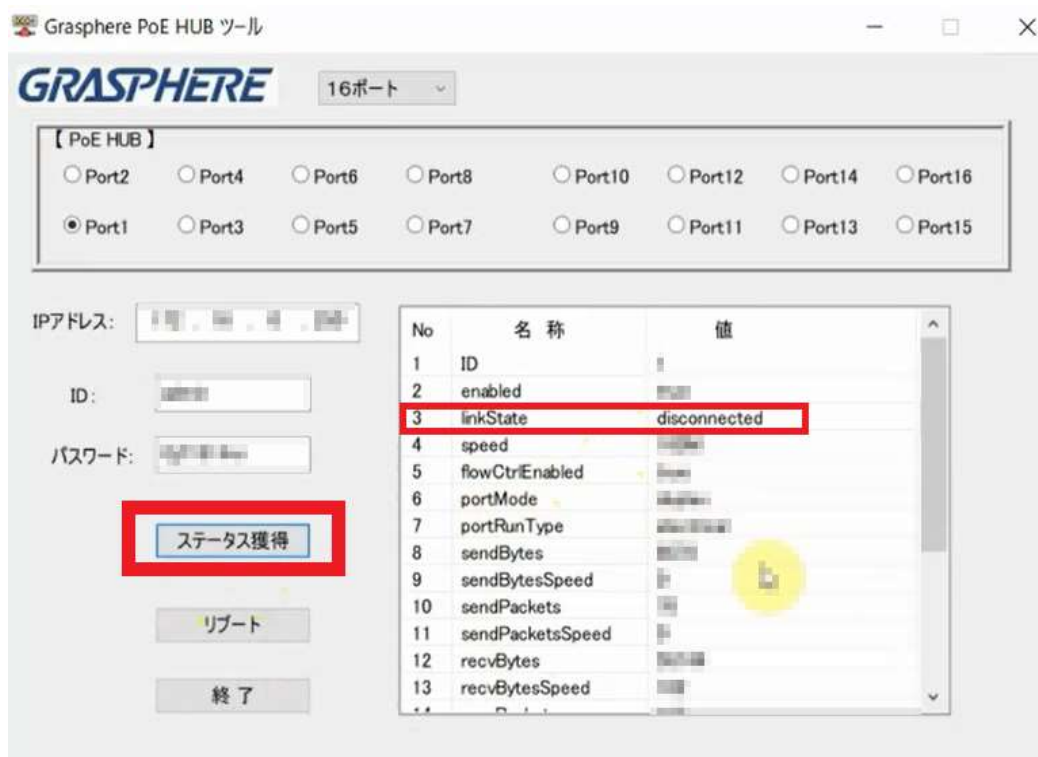 Grasphere PoE HUB ツール
GRASPHERE 16ポート
【 PoE HUB 】
Port2 Port4 Port6 Port8 Port10 Port12 Port14 Port16
Port1 Port3 Port5 Port7 Port9 Port11 Port13 Port15
IPアドレス:
ID:
パスワード:
ステータス獲得
リブート
終 了
No 名 称 値
1 ID
2 enabled
3 linkState disconnected
4 speed
5 flowCtrlEnabled
6 portMode
7 portRunType
8 sendBytes
9 sendBytesSpeed
10 sendPackets
11 sendPacketsSpeed
12 recvBytes
13 recvBytesSpeed